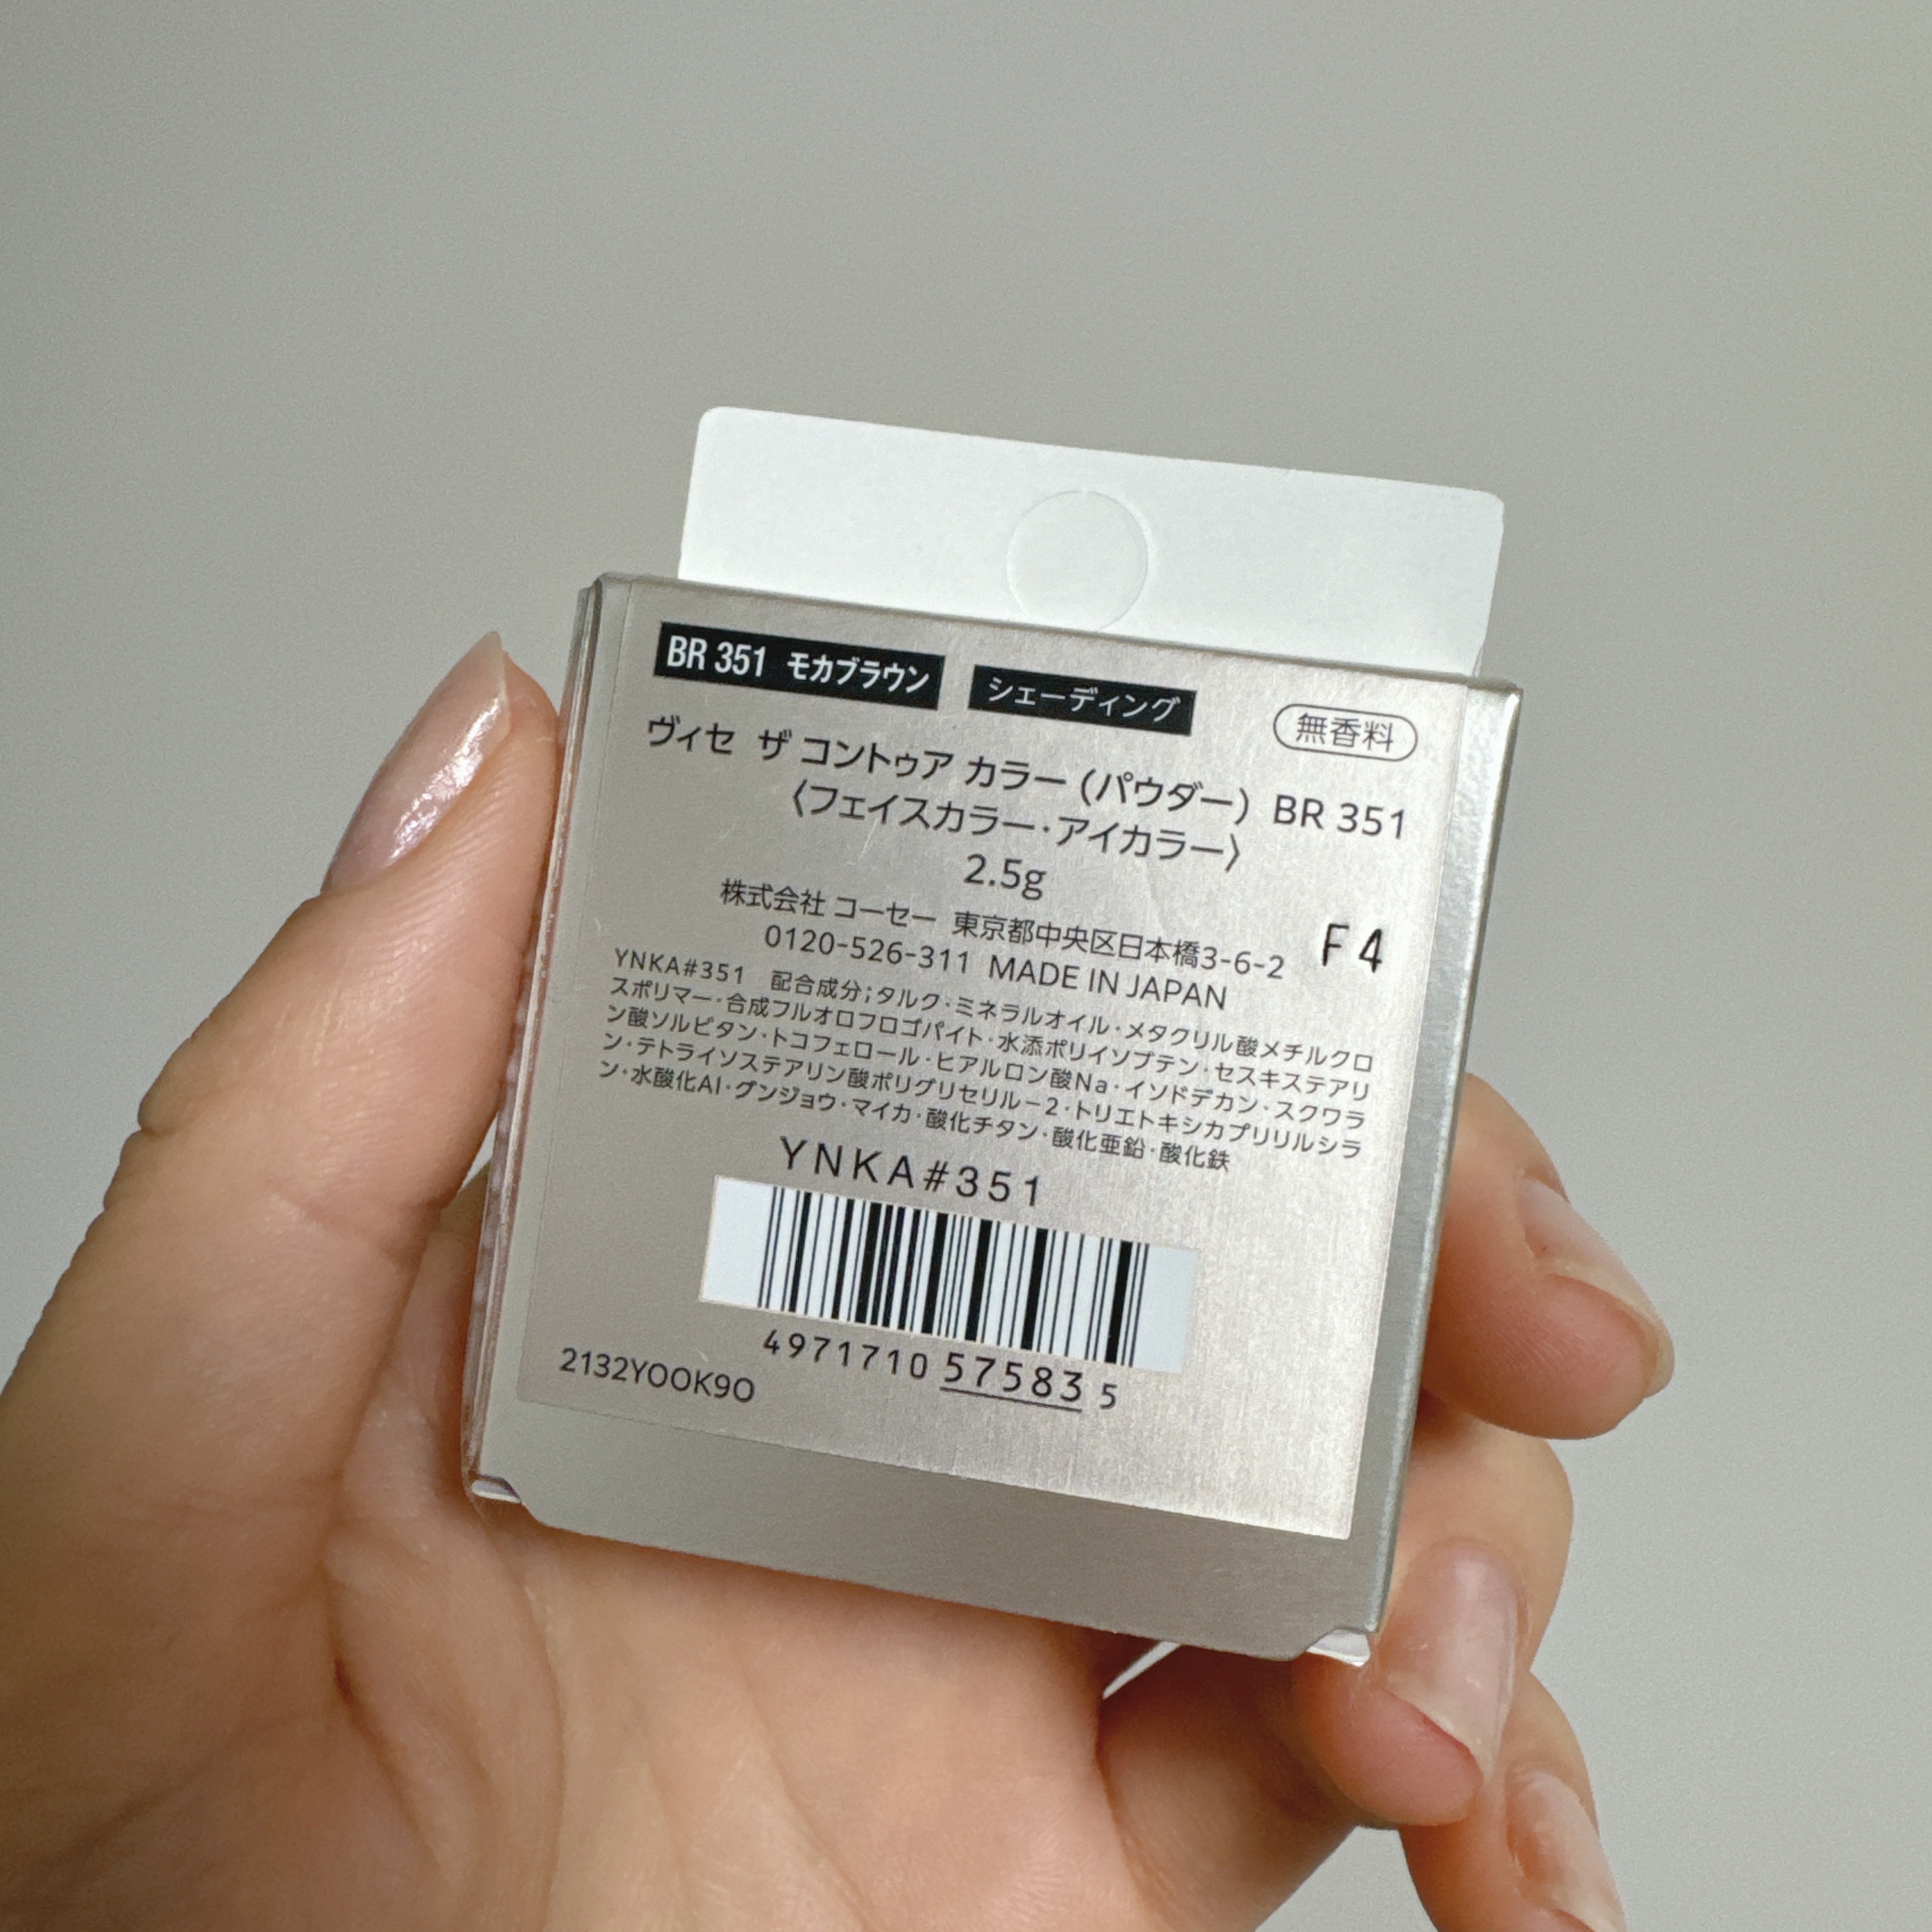 BR 351 モカブラウン シェーディング 無香料
ヴィセ ザ コントゥア カラー (パウダー) BR 351
〈フェイスカラー・アイカラー〉
2.5g
株式会社 コーセー 東京都中央区日本橋3-6-2
0120-526-311 MADE IN JAPAN
F4
YNKA#351 配合成分;タルク・ミネラルオイル・メタクリル酸メチルクロ
スポリマー・合成フルオロフロゴパイト・水添ポリイソブテン・セスキステアリ
ン酸ソルビタン・トコフェロール・ヒアルロン酸Na・イソドデカン・スクワラ
ン・テトライソステアリン酸ポリグリセリル－2・トリエトキシカプリリルシラ
ン・水酸化Al・グンジョウ・マイカ・酸化チタン・酸化亜鉛・酸化鉄
YNKA#351
4971710 57583 5
2132YOOK9O